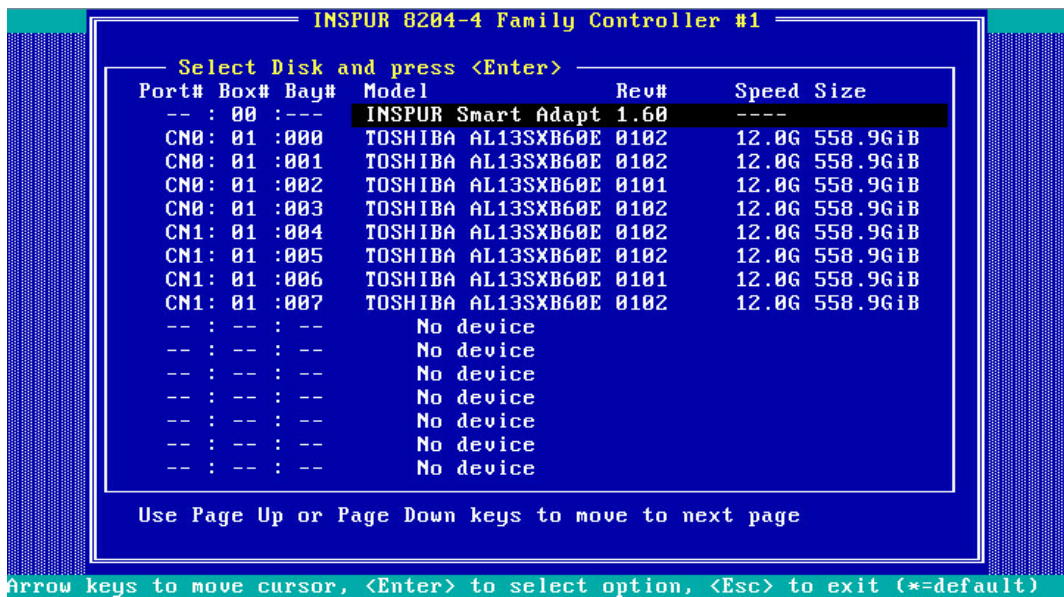 INSPUR 8204-4 Family Controller #1
Select Disk and press <Enter>
Port# Box# Bay# Model Rev# Speed Size
-- : 00 :--- INSPUR Smart Adapt 1.60 ----
CN0: 01 :000 TOSHIBA AL13SXB60E 0102 12.0G 558.9GiB
CN0: 01 :001 TOSHIBA AL13SXB60E 0102 12.0G 558.9GiB
CN0: 01 :002 TOSHIBA AL13SXB60E 0101 12.0G 558.9GiB
CN0: 01 :003 TOSHIBA AL13SXB60E 0102 12.0G 558.9GiB
CN1: 01 :004 TOSHIBA AL13SXB60E 0102 12.0G 558.9GiB
CN1: 01 :005 TOSHIBA AL13SXB60E 0102 12.0G 558.9GiB
CN1: 01 :006 TOSHIBA AL13SXB60E 0101 12.0G 558.9GiB
CN1: 01 :007 TOSHIBA AL13SXB60E 0102 12.0G 558.9GiB
-- : -- : -- No device
-- : -- : -- No device
-- : -- : -- No device
-- : -- : -- No device
-- : -- : -- No device
-- : -- : -- No device
-- : -- : -- No device
Use Page Up or Page Down keys to move to next page
Arrow keys to move cursor, <Enter> to select option, <Esc> to exit (*=default)